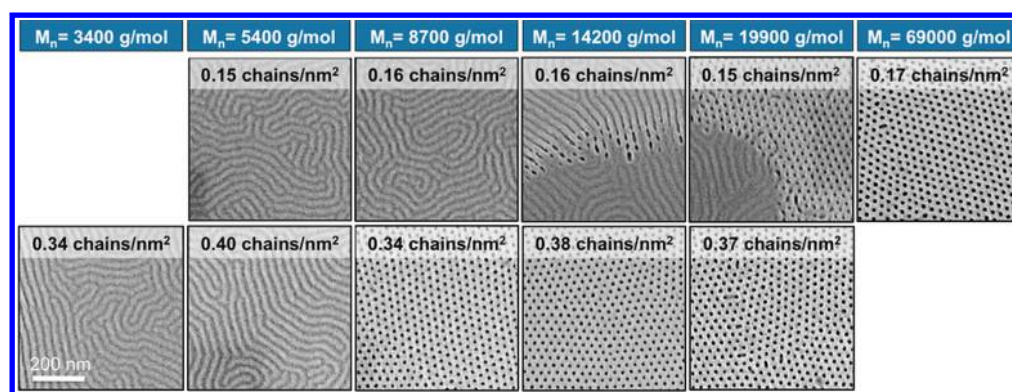 Mn= 3400 g/mol Mn= 5400 g/mol Mn= 8700 g/mol Mn= 14200 g/mol Mn= 19900 g/mol Mn= 69000 g/mol
0.15 chains/nm² 0.16 chains/nm² 0.16 chains/nm² 0.15 chains/nm² 0.17 chains/nm²
0.34 chains/nm² 0.40 chains/nm² 0.34 chains/nm² 0.38 chains/nm² 0.37 chains/nm²
200 nm